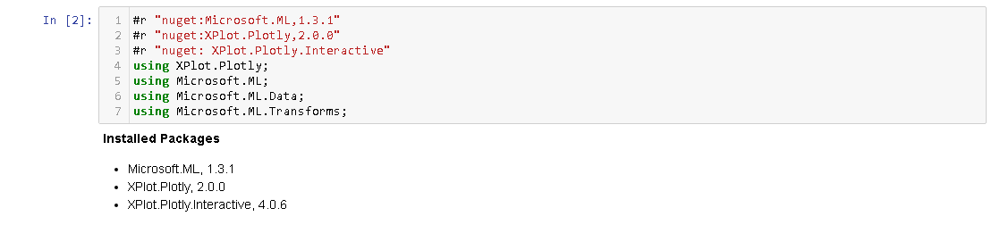 In [2]:
1 #r "nuget:Microsoft.ML,1.3.1"
2 #r "nuget:XPlot.Plotly,2.0.0"
3 #r "nuget: XPlot.Plotly.Interactive"
4 using XPlot.Plotly;
5 using Microsoft.ML;
6 using Microsoft.ML.Data;
7 using Microsoft.ML.Transforms;
Installed Packages
• Microsoft.ML, 1.3.1
• XPlot.Plotly, 2.0.0
• XPlot.Plotly.Interactive, 4.0.6